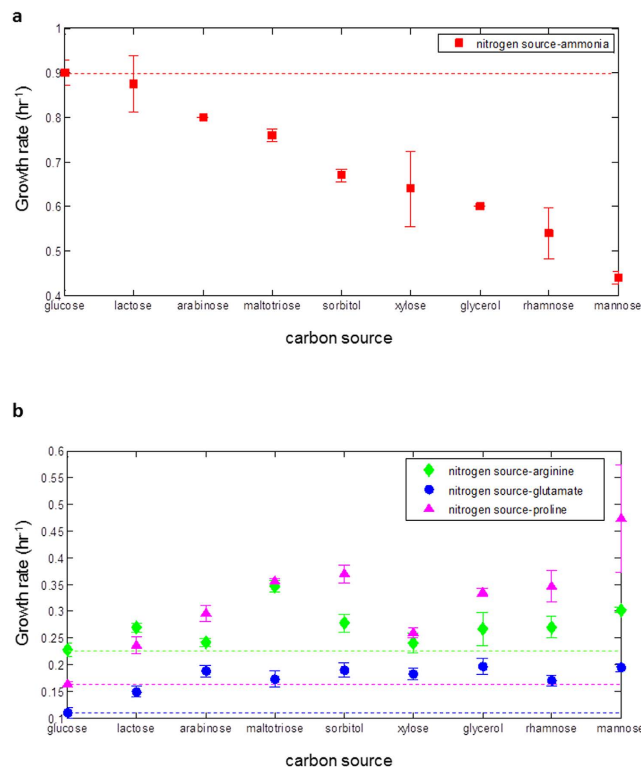 a
nitrogen source-ammonia
Growth rate (hr-1)
1
0.9
0.8
0.7
0.6
0.5
0.4
glucose lactose arabinose maltotriose sorbitol xylose glycerol rhamnose mannose
carbon source
b
nitrogen source-arginine
nitrogen source-glutamate
nitrogen source-proline
Growth rate (hr-1)
0.6
0.55
0.5
0.45
0.4
0.35
0.3
0.25
0.2
0.15
0.1
glucose lactose arabinose maltotriose sorbitol xylose glycerol rhamnose mannose
carbon source